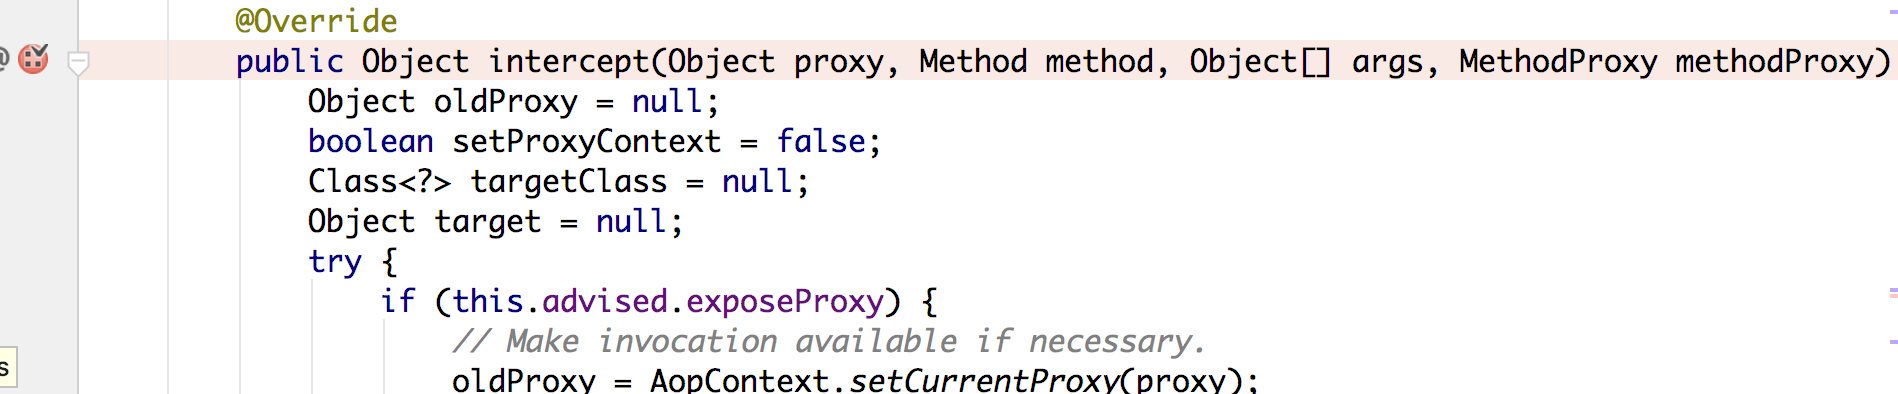 @Override
public Object intercept(Object proxy, Method method, Object[] args, MethodProxy methodProxy)
Object oldProxy = null;
boolean setProxyContext = false;
Class<?> targetClass = null;
Object target = null;
try {
if (this.advised.exposeProxy) {
// Make invocation available if necessary.
oldProxy = AopContext.setCurrentProxy(proxy);
s